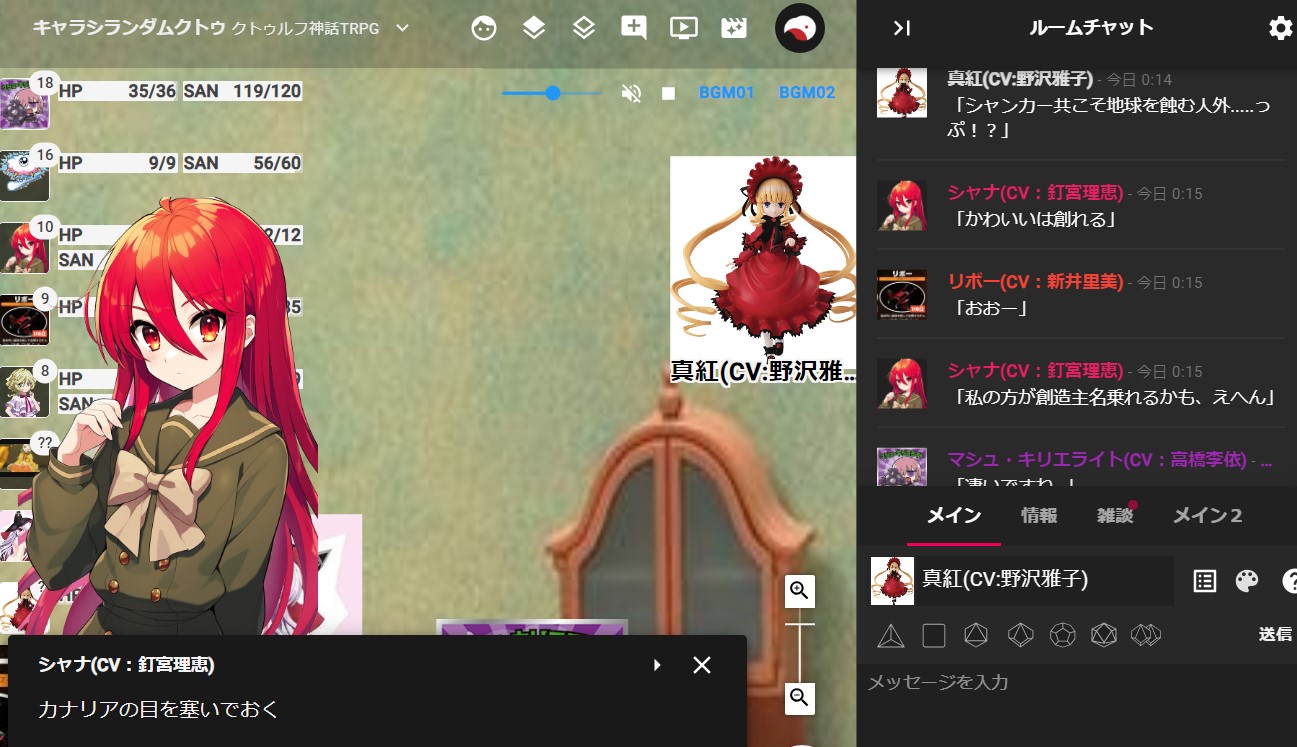 キャラシランダムクトゥ クトゥルフ神話TRPG
18
HP 35/36 SAN 119/120
16
HP 9/9 SAN 56/60
10
HP 2/12
SAN
9
HP 35
8
HP
SAN
??
BGM01 BGM02
真紅(CV:野沢雅…
シャナ(CV：釘宮理恵)
カナリアの目を塞いでおく
ルームチャット
真紅(CV:野沢雅子) - 今日 0:14
「シャンカー共こそ地球を蝕む人外.....っ
ぷ！？」
シャナ(CV：釘宮理恵) - 今日 0:15
「かわいいは創れる」
リボー(CV：新井里美) - 今日 0:15
「おおー」
シャナ(CV：釘宮理恵) - 今日 0:15
「私の方が創造主名乗れるかも、えへん」
マシュ・キリエライト(CV：高橋李依) - ...
メイン 情報 雑談 メイン２
真紅(CV:野沢雅子)
送信
メッセージを入力